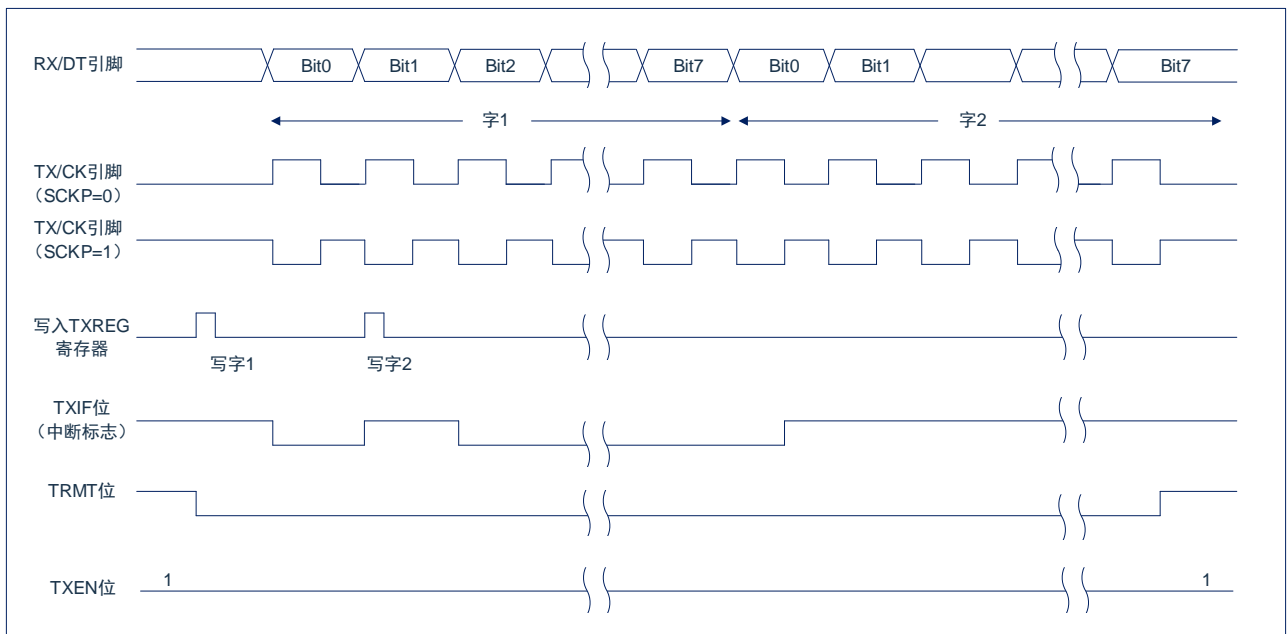 RX/DT引脚
Bit0
Bit1
Bit2
Bit7
Bit0
Bit1
Bit7
字1
字2
TX/CK引脚
（SCKP=0）
TX/CK引脚
（SCKP=1）
写入TXREG
寄存器
写字1
写字2
TXIF位
（中断标志）
TRMT位
TXEN位
1
1